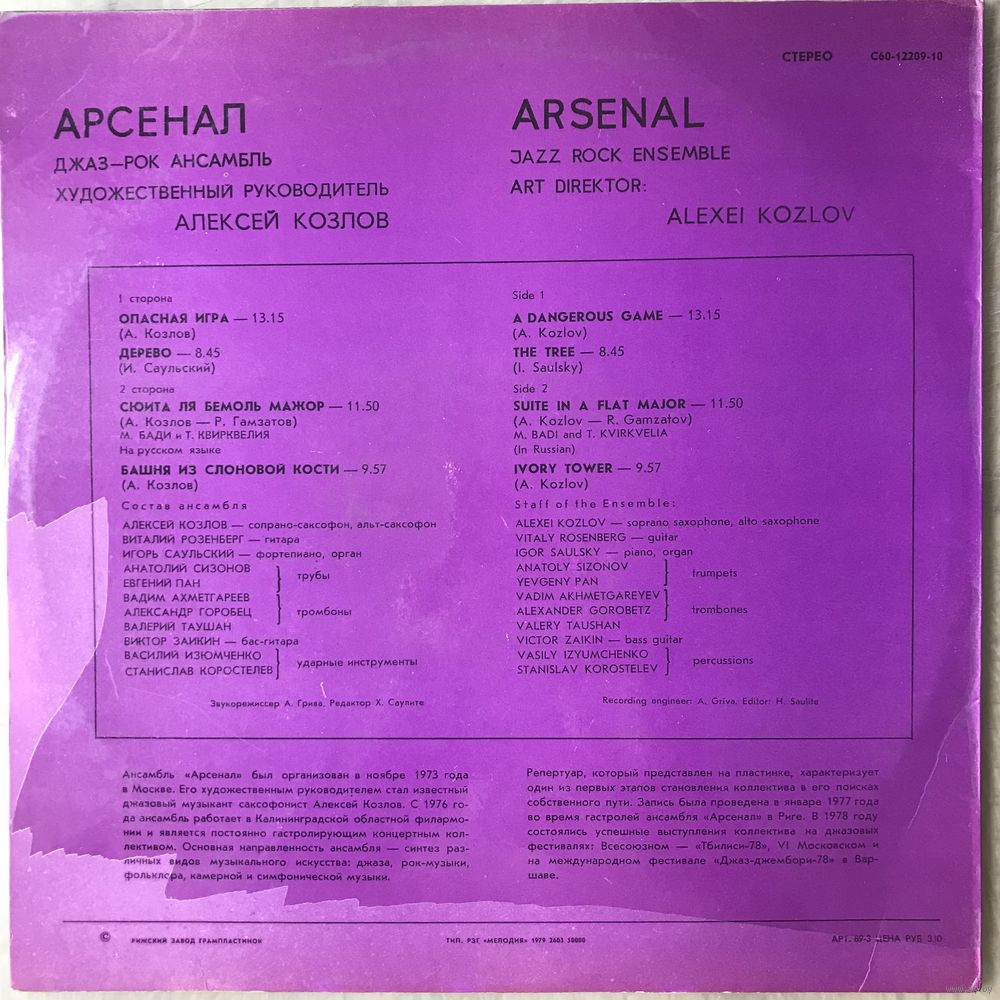 СТЕРЕО С60-12209-10
АРСЕНАЛ
ДЖАЗ—РОК АНСАМБЛЬ
ХУДОЖЕСТВЕННЫЙ РУКОВОДИТЕЛЬ
АЛЕКСЕЙ КОЗЛОВ
ARSENAL
JAZZ ROCK ENSEMBLE
ART DIREKTOR:
ALEXEI KOZLOV
1 сторона
ОПАСНАЯ ИГРА — 13.15
(А. Козлов)
ДЕРЕВО — 8.45
(И. Саульский)
2 сторона
СЮИТА ЛЯ БЕМОЛЬ МАЖОР — 11.50
(А. Козлов — Р. Гамзатов)
М. БАДИ и Т. КВИРКВЕЛИЯ
На русском языке
БАШНЯ ИЗ СЛОНОВОЙ КОСТИ — 9.57
(А. Козлов)
Состав ансамбля
АЛЕКСЕЙ КОЗЛОВ — сопрано-саксофон, альт-саксофон
ВИТАЛИЙ РОЗЕНБЕРГ — гитара
ИГОРЬ САУЛЬСКИЙ — фортепиано, орган
АНАТОЛИЙ СИЗОНОВ
ЕВГЕНИЙ ПАН
трубы
ВАДИМ АХМЕТГАРЕЕВ
АЛЕКСАНДР ГОРОБЕЦ
ВАЛЕРИЙ ТАУШАН
тромбоны
ВИКТОР ЗАИКИН — бас-гитара
ВАСИЛИЙ ИЗЮМЧЕНКО
СТАНИСЛАВ КОРОСТЕЛЕВ
ударные инструменты
Звукорежиссер А. Грива, Редактор Х. Саулите
Side 1
A DANGEROUS GAME — 13.15
(A. Kozlov)
THE TREE — 8.45
(I. Saulsky)
Side 2
SUITE IN A FLAT MAJOR — 11.50
(A. Kozlov — R. Gamzatov)
M. BADI and T. KVIRKVELIA
(In Russian)
IVORY TOWER — 9.57
(A. Kozlov)
Staff of the Ensemble:
ALEXEI KOZLOV — soprano saxophone, alto saxophone
VITALY ROSENBERG — guitar
IGOR SAULSKY — piano, organ
ANATOLY SIZONOV
YEVGENY PAN
trumpets
VADIM AKHMETGAREYEV
ALEXANDER GOROBETZ
VALERY TAUSHAN
trombones
VICTOR ZAIKIN — bass guitar
VASILY IZYUMCHENKO
STANISLAV KOROSTELEV
percussions
Recording engineer: A. Griva. Editor: H. Saulite
Ансамбль «Арсенал» был организован в ноябре 1973 года
в Москве. Его художественным руководителем стал известный
джазовый музыкант саксофонист Алексей Козлов. С 1976 го-
да ансамбль работает в Калининградской областной филармо-
нии и является постоянно гастролирующим концертным кол-
лективом. Основная направленность ансамбля — синтез раз-
личных видов музыкального искусства: джаза, рок-музыки,
фольклора, камерной и симфонической музыки.
Репертуар, который представлен на пластинке, характеризует
один из первых этапов становления коллектива в его поисках
собственного пути. Запись была проведена в январе 1977 года
во время гастролей ансамбля «Арсенал» в Риге. В 1978 году
состоялись успешные выступления коллектива на джазовых
фестивалях: Всесоюзном — «Тбилиси-78», VI Московском и
на международном фестивале «Джаз-джембори-78» в Вар-
шаве.
© РИЖСКИЙ ЗАВОД ГРАМПЛАСТИНОК
ТИП. РЗГ «МЕЛОДИЯ» 1979 2603 50000
АРТ. 89-3 ЦЕНА РУБ 3.10